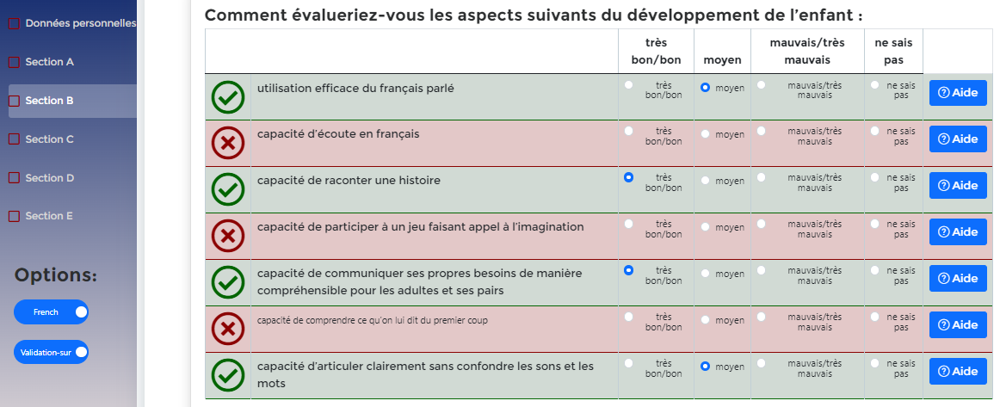 Comment évalueriez-vous les aspects suivants du développement de l’enfant :
Données personnelles
Section A
Section B
Section C
Section D
Section E
Options:
French
Validation-sur
très bon/bon
moyen
mauvais/très mauvais
ne sais pas
utilisation efficace du français parlé
très bon/bon
moyen
mauvais/très mauvais
ne sais pas
Aide
capacité d’écoute en français
très bon/bon
moyen
mauvais/très mauvais
ne sais pas
Aide
capacité de raconter une histoire
très bon/bon
moyen
mauvais/très mauvais
ne sais pas
Aide
capacité de participer à un jeu faisant appel à l’imagination
très bon/bon
moyen
mauvais/très mauvais
ne sais pas
Aide
capacité de communiquer ses propres besoins de manière
compréhensible pour les adultes et ses pairs
très bon/bon
moyen
mauvais/très mauvais
ne sais pas
Aide
capacité de comprendre ce qu’on lui dit du premier coup
très bon/bon
moyen
mauvais/très mauvais
ne sais pas
Aide
capacité d’articuler clairement sans confondre les sons et les
mots
très bon/bon
moyen
mauvais/très mauvais
ne sais pas
Aide